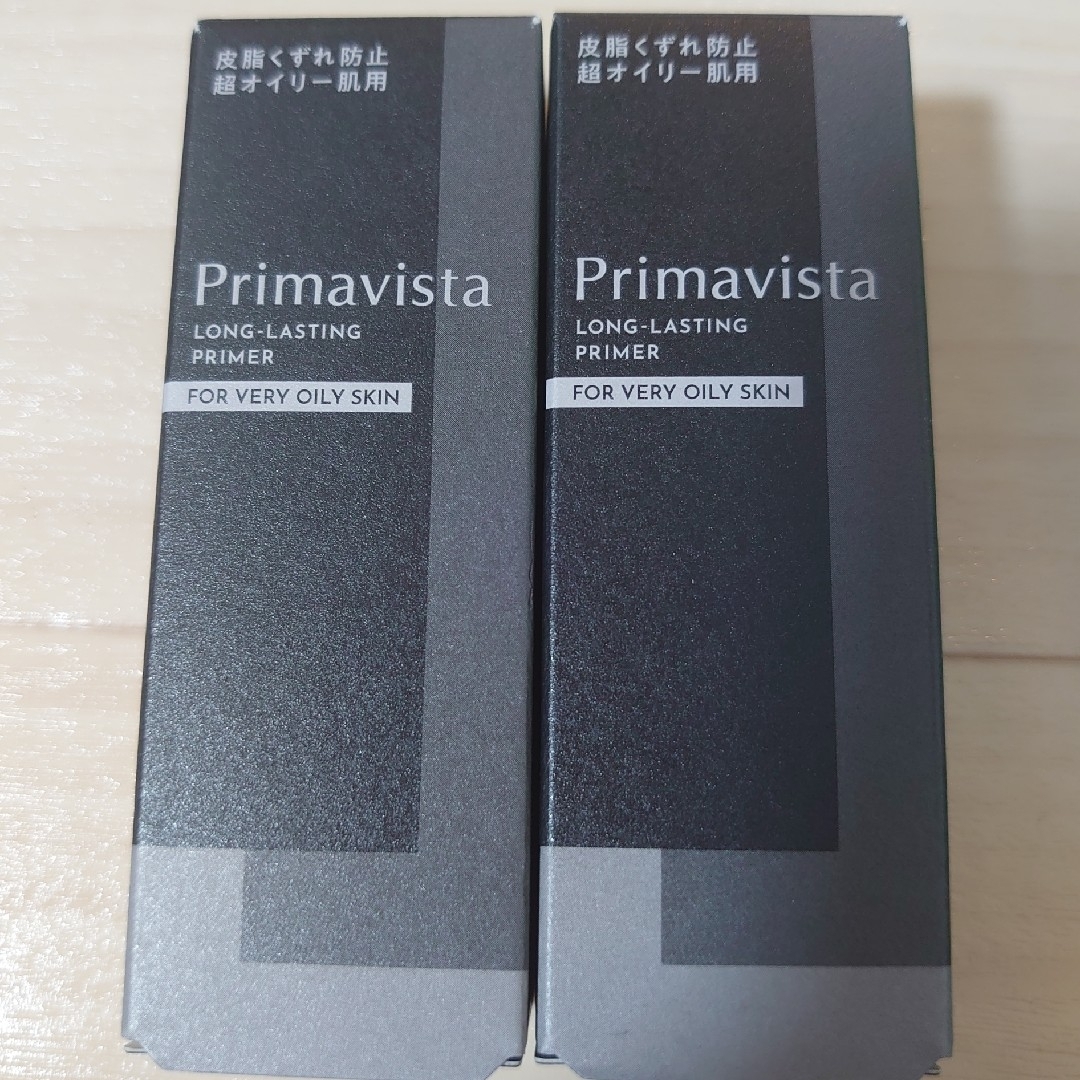 皮脂くずれ防止
超オイリー肌用
Primavista
LONG-LASTING
PRIMER
FOR VERY OILY SKIN
皮脂くずれ防止
超オイリー肌用
Primavista
LONG-LASTING
PRIMER
FOR VERY OILY SKIN